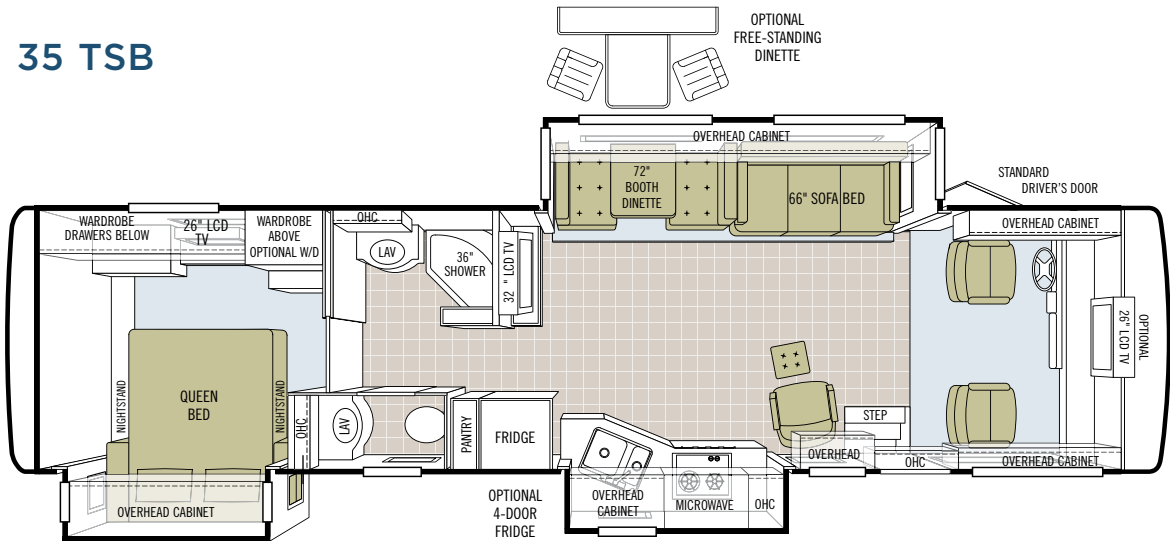 35 TSB
OPTIONAL
FREE-STANDING
DINETTE
OVERHEAD CABINET
72"
BOOTH
DINETTE
66" SOFA BED
STANDARD
DRIVER'S DOOR
WARDROBE
DRAWERS BELOW
26" LCD
TV
WARDROBE
ABOVE
OPTIONAL W/D
OHC
LAV
36"
SHOWER
32" LCD TV
OVERHEAD CABINET
OPTIONAL
26" LCD TV
QUEEN
BED
NIGHTSTAND
NIGHTSTAND
OHC
LAV
PANTRY
FRIDGE
STEP
OVERHEAD
OHC
OVERHEAD CABINET
OVERHEAD CABINET
OPTIONAL
4-DOOR
FRIDGE
OVERHEAD
CABINET
MICROWAVE
OHC